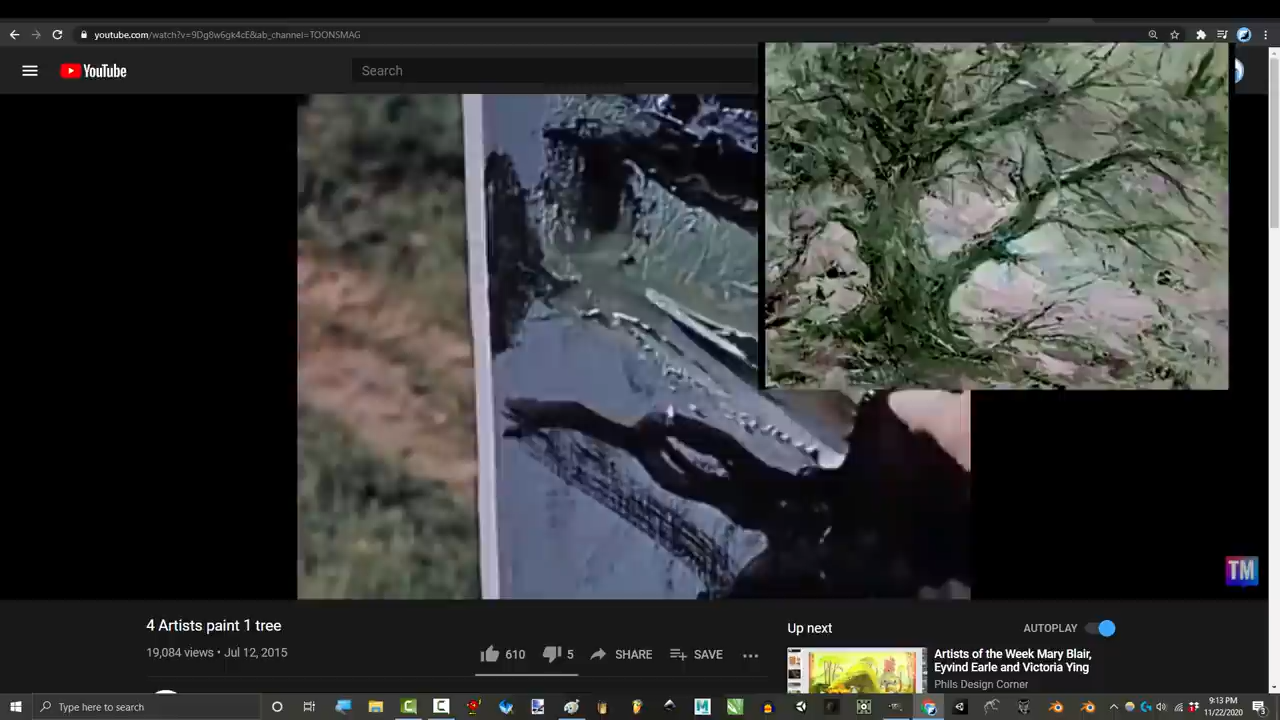 youtube.com/watch?v=9Dg8w6gk4cE&ab_channel=TOONSMAG
YouTube
Search
TM
4 Artists paint 1 tree
19,084 views • Jul 12, 2015
610
5
SHARE
SAVE
Up next
AUTOPLAY
Artists of the Week Mary Blair,
Eyvind Earle and Victoria Ying
Phils Design Corner
Type here to search
9:13 PM
11/22/2020